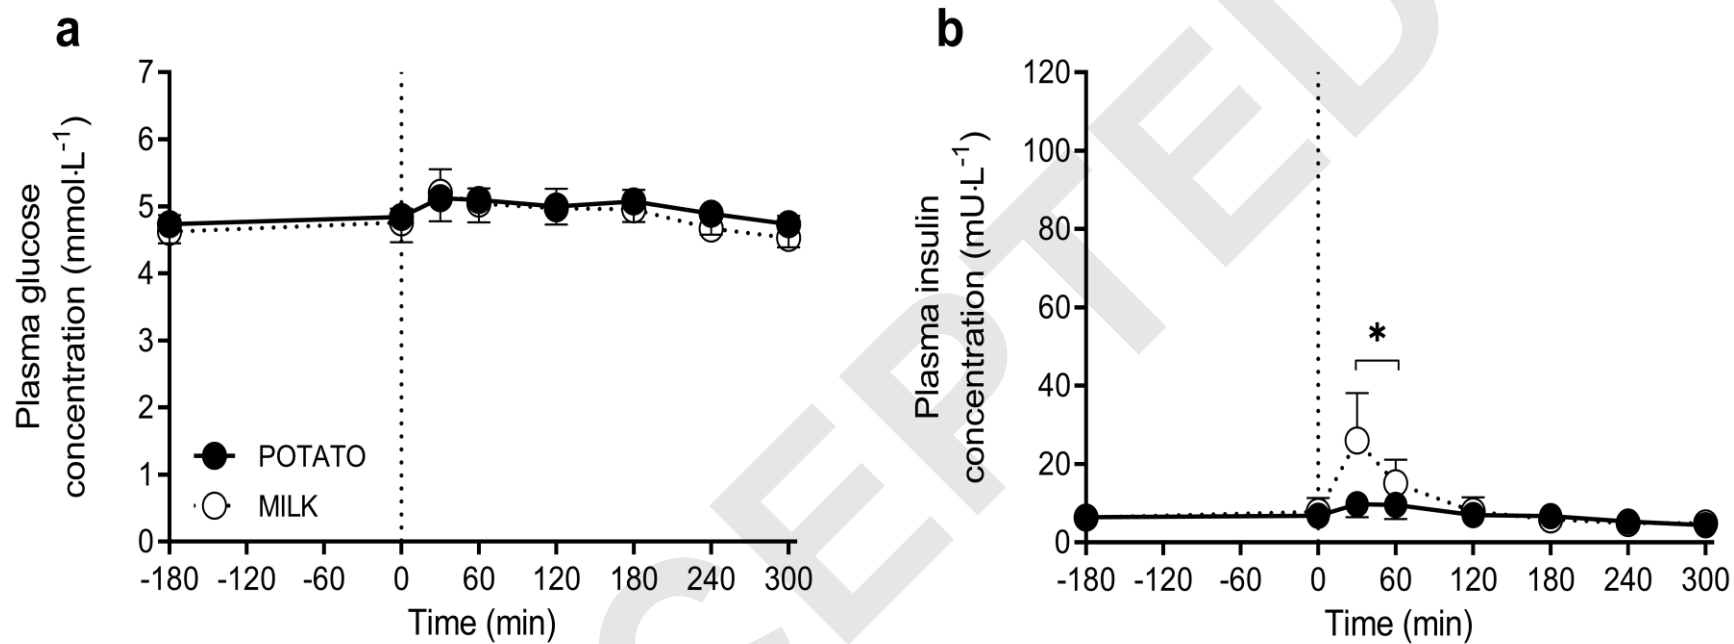 a
Plasma glucose
concentration (mmol·L⁻¹)
7
6
5
4
3
2
1
0
POTATO
MILK
-180 -120 -60 0 60 120 180 240 300
Time (min)
b
Plasma insulin
concentration (mU·L⁻¹)
120
100
80
60
40
20
0
*
-180 -120 -60 0 60 120 180 240 300
Time (min)
CEPTED